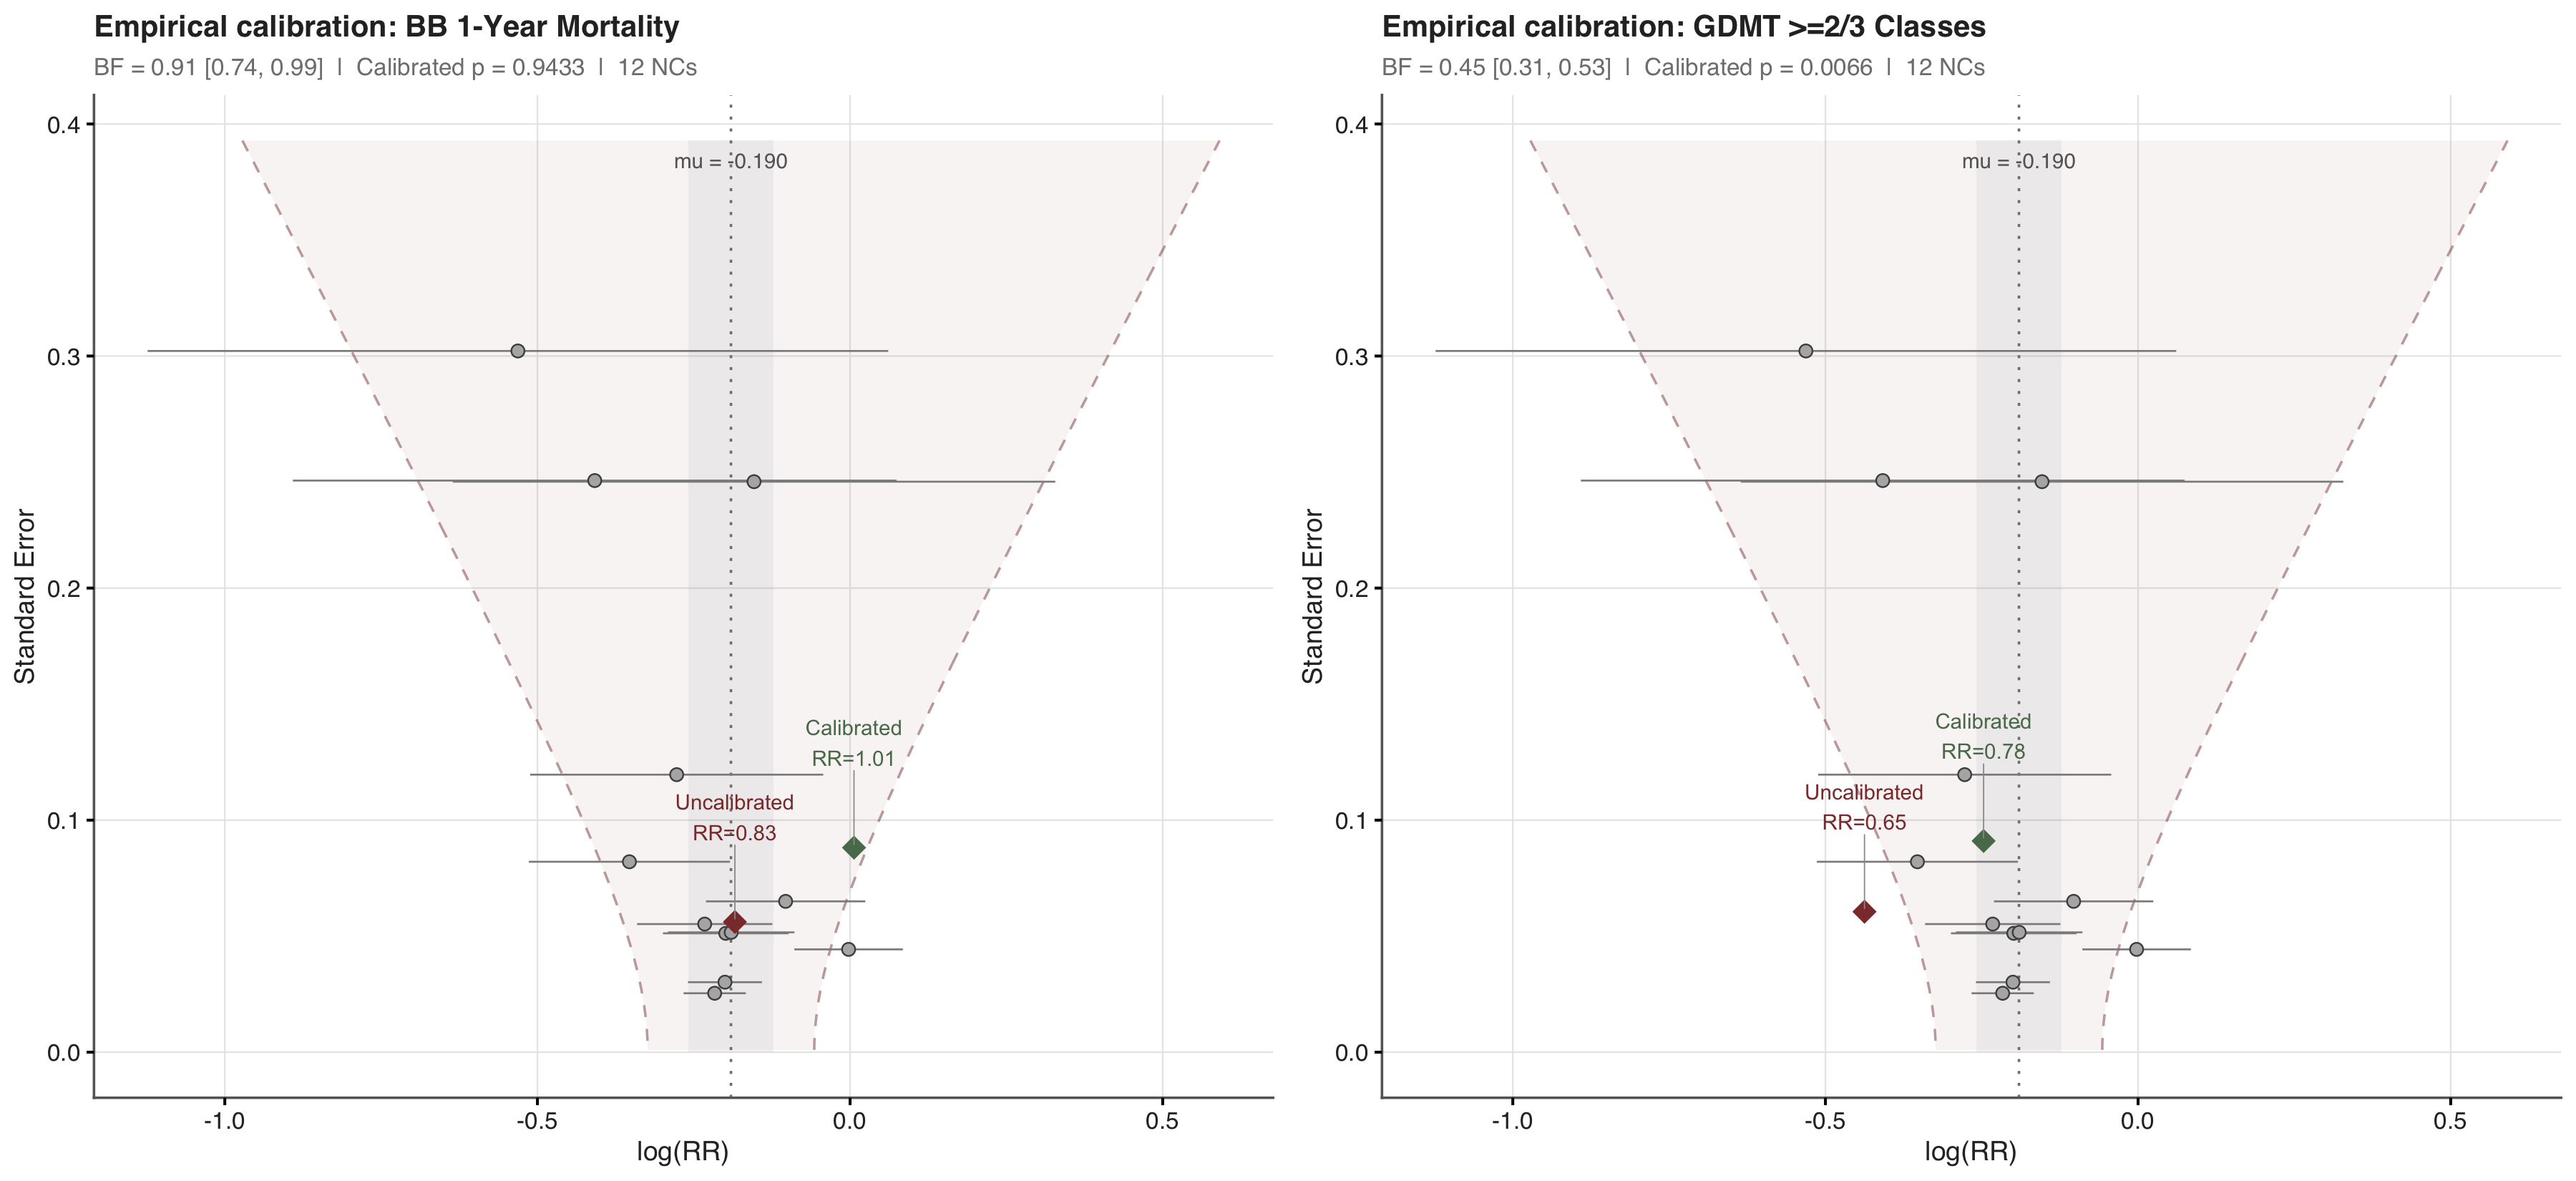 Empirical calibration: BB 1-Year Mortality
BF = 0.91 [0.74, 0.99] | Calibrated p = 0.9433 | 12 NCs
0.4
0.3
0.2
0.1
0.0
Standard Error
mu = -0.190
Calibrated
RR=1.01
Uncalibrated
RR=0.83
-1.0
-0.5
0.0
0.5
log(RR)
Empirical calibration: GDMT >=2/3 Classes
BF = 0.45 [0.31, 0.53] | Calibrated p = 0.0066 | 12 NCs
0.4
0.3
0.2
0.1
0.0
Standard Error
mu = -0.190
Calibrated
RR=0.78
Uncalibrated
RR=0.65
-1.0
-0.5
0.0
0.5
log(RR)